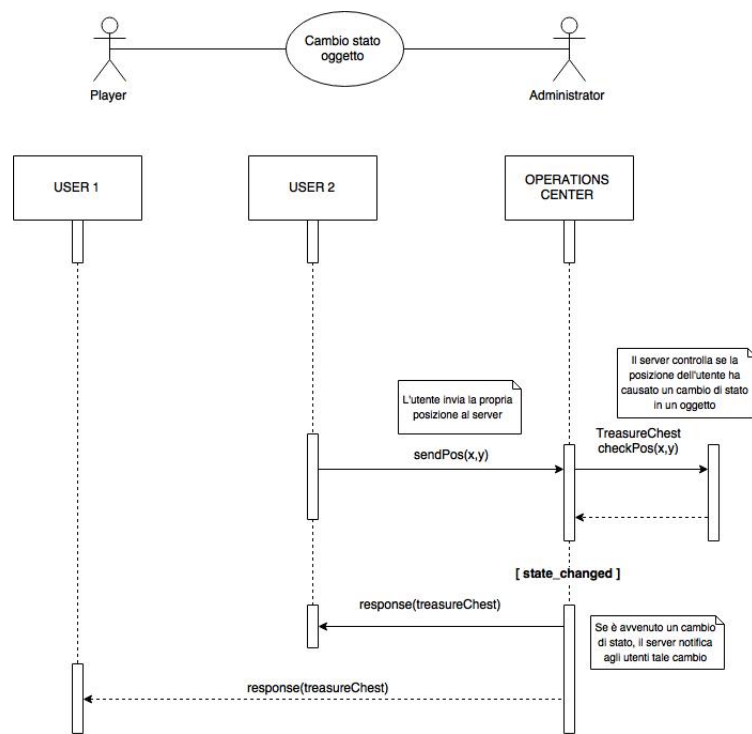 Cambio stato
oggetto
Player
Administrator
USER 1
USER 2
OPERATIONS
CENTER
Il server controlla se la
posizione dell'utente ha
causato un cambio di stato
in un oggetto
L'utente invia la propria
posizione al server
TreasureChest
checkPos(x,y)
sendPos(x,y)
[ state_changed ]
response(treasureChest)
Se è avvenuto un cambio
di stato, il server notifica
agli utenti tale cambio
response(treasureChest)